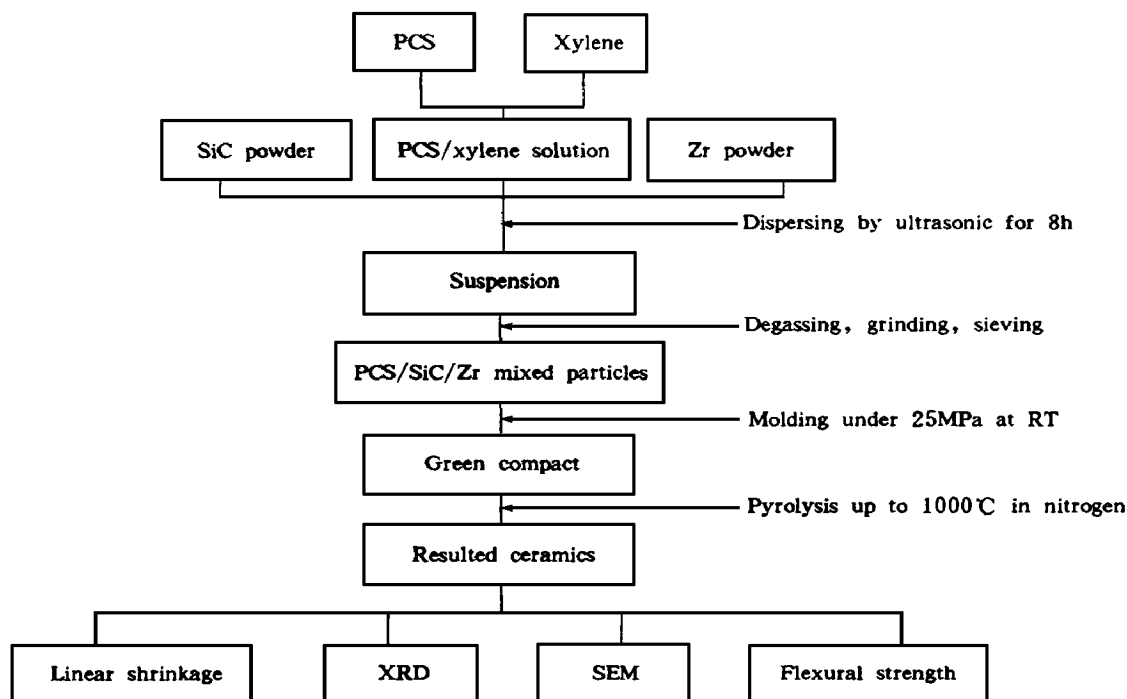 PCS
Xylene
SiC powder
PCS/xylene solution
Zr powder
Dispersing by ultrasonic for 8h
Suspension
Degassing, grinding, sieving
PCS/SiC/Zr mixed particles
Molding under 25MPa at RT
Green compact
Pyrolysis up to 1000℃ in nitrogen
Resulted ceramics
Linear shrinkage
XRD
SEM
Flexural strength